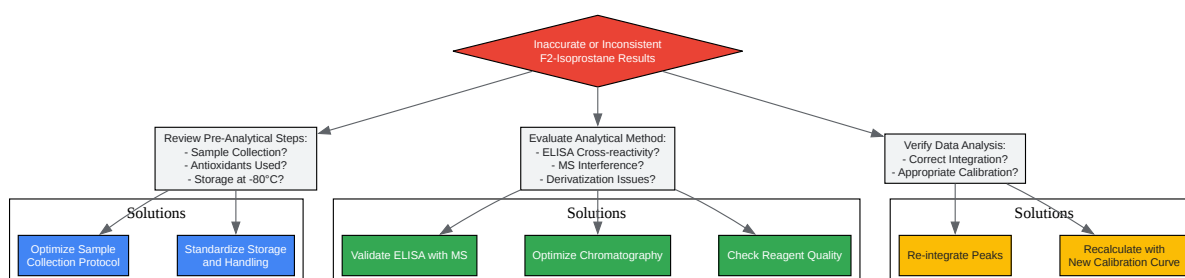 Inaccurate or Inconsistent
F2-Isoprostane Results
Review Pre-Analytical Steps:
- Sample Collection?
- Antioxidants Used?
- Storage at -80°C?
Evaluate Analytical Method:
- ELISA Cross-reactivity?
- MS Interference?
- Derivatization Issues?
Verify Data Analysis:
- Correct Integration?
- Appropriate Calibration?
Solutions
Optimize Sample
Collection Protocol
Standardize Storage
and Handling
Solutions
Validate ELISA with MS
Optimize Chromatography
Check Reagent Quality
Solutions
Re-integrate Peaks
Recalculate with
New Calibration Curve